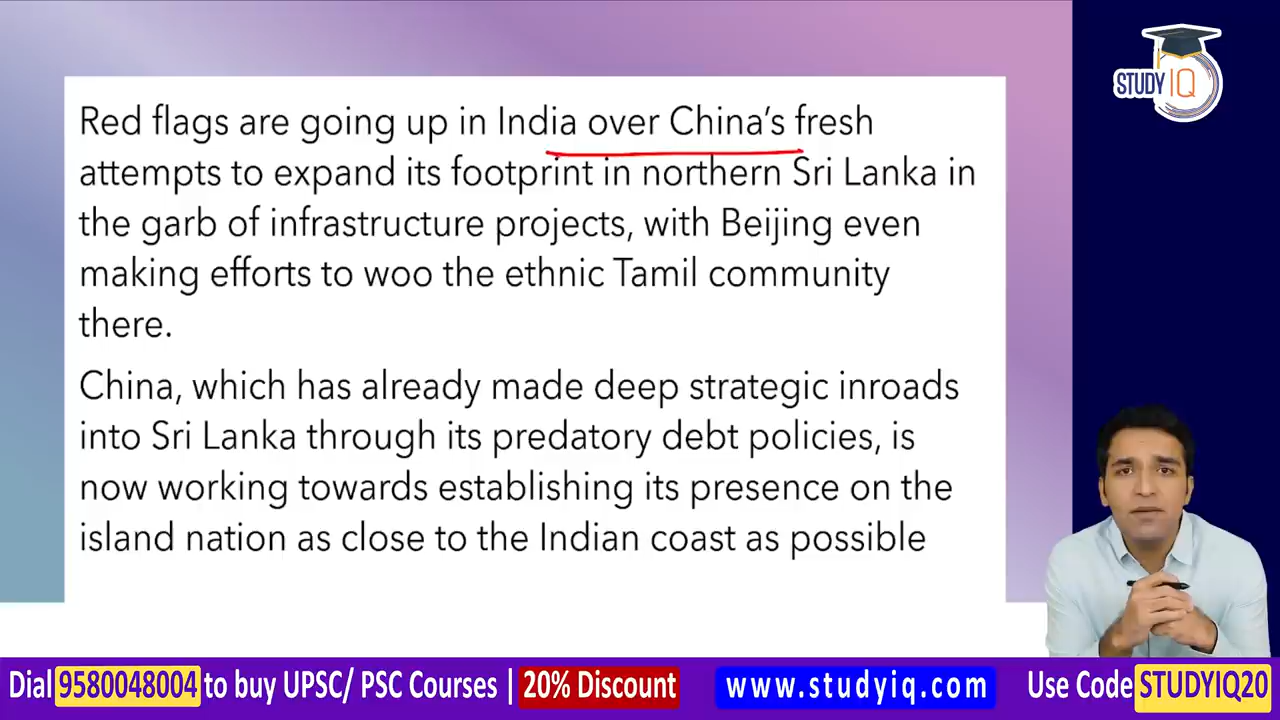 STUDY IQ
Red flags are going up in India over China’s fresh
attempts to expand its footprint in northern Sri Lanka in
the garb of infrastructure projects, with Beijing even
making efforts to woo the ethnic Tamil community
there.
China, which has already made deep strategic inroads
into Sri Lanka through its predatory debt policies, is
now working towards establishing its presence on the
island nation as close to the Indian coast as possible
Dial 9580048004 to buy UPSC/ PSC Courses | 20% Discount www.studyiq.com Use Code STUDYIQ20